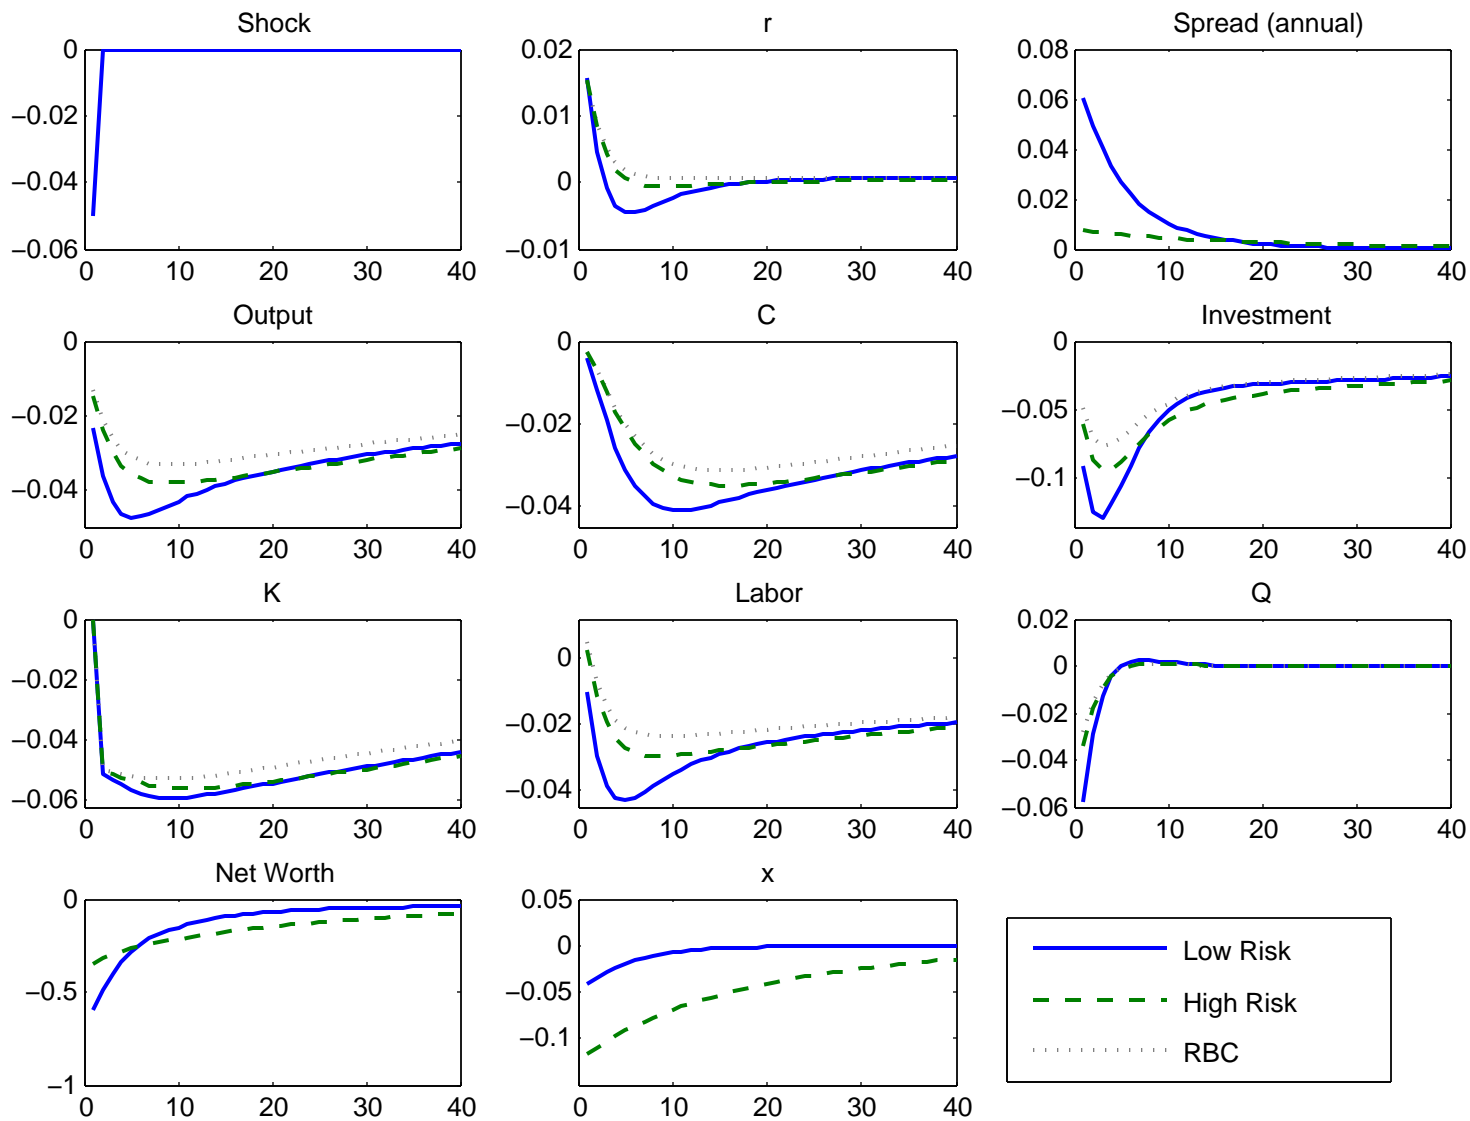 Shock
0
−0.02
−0.04
−0.06
0 10 20 30 40
r
0.02
0.01
0
−0.01
0 10 20 30 40
Spread (annual)
0.08
0.06
0.04
0.02
0
0 10 20 30 40
Output
0
−0.02
−0.04
0 10 20 30 40
C
0
−0.02
−0.04
0 10 20 30 40
Investment
0
−0.05
−0.1
0 10 20 30 40
K
0
−0.02
−0.04
−0.06
0 10 20 30 40
Labor
0
−0.02
−0.04
0 10 20 30 40
Q
0.02
0
−0.02
−0.04
−0.06
0 10 20 30 40
Net Worth
0
−0.5
−1
0 10 20 30 40
x
0.05
0
−0.05
−0.1
0 10 20 30 40
Low Risk
High Risk
RBC